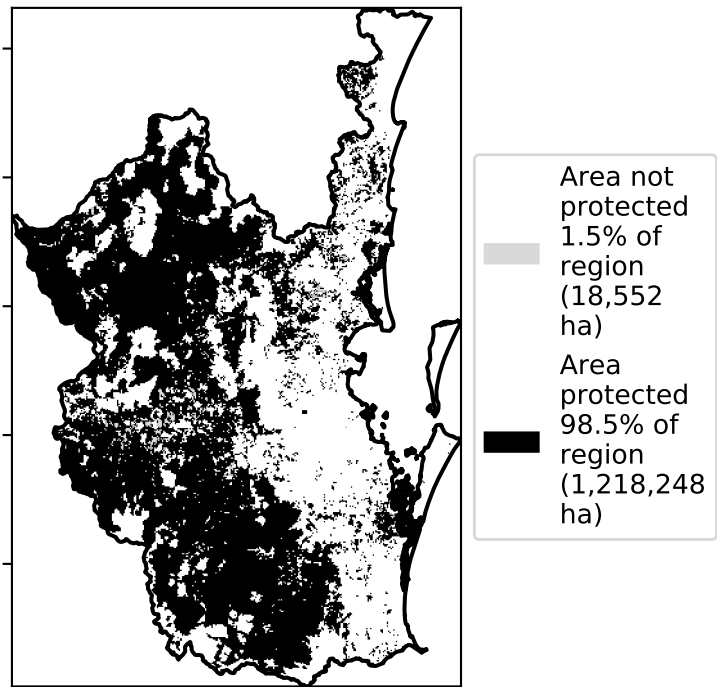 Area not
protected
1.5% of
region
(18,552
ha)
Area
protected
98.5% of
region
(1,218,248
ha)